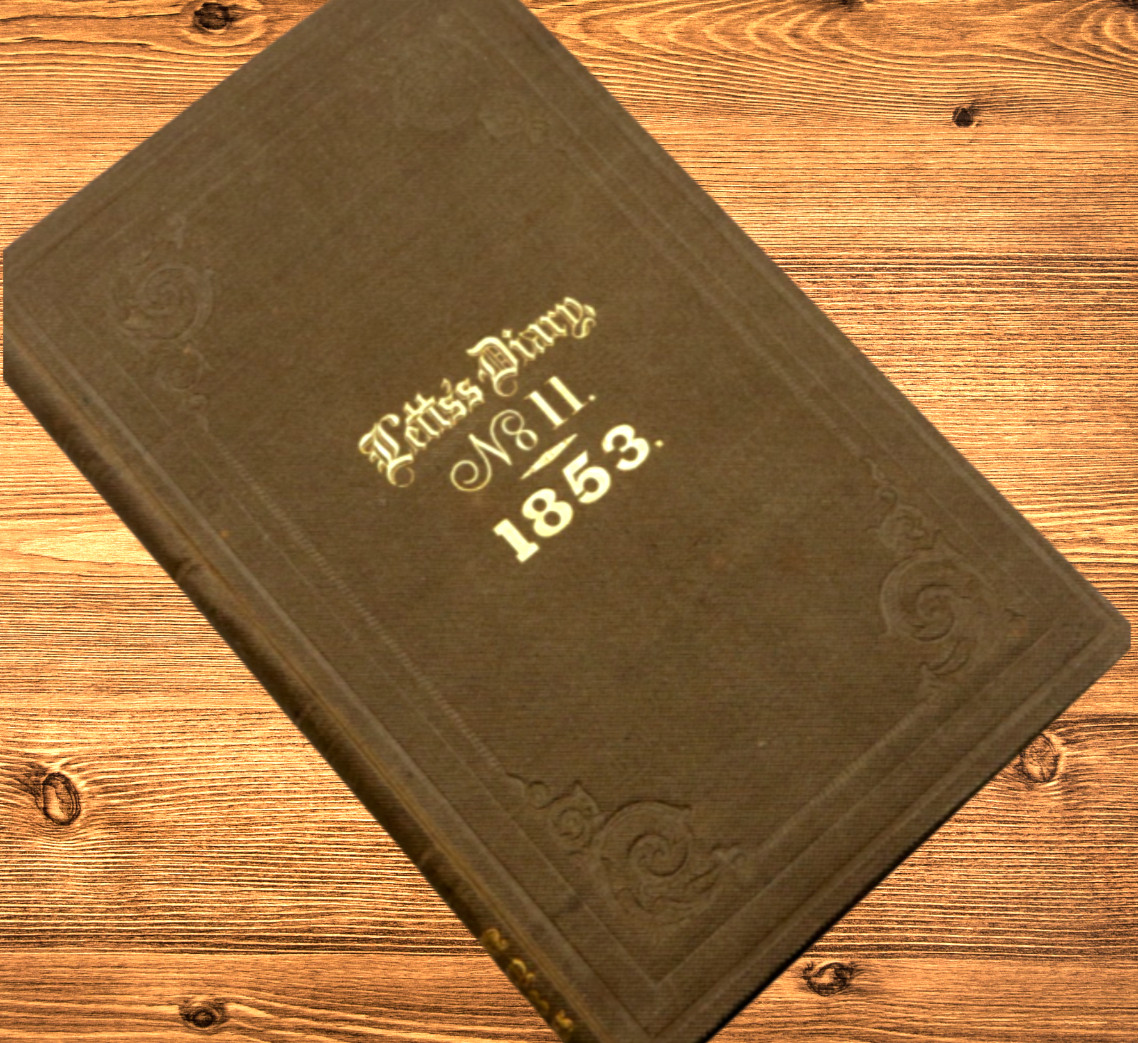 Letts's Diary,
No 11.
1853.